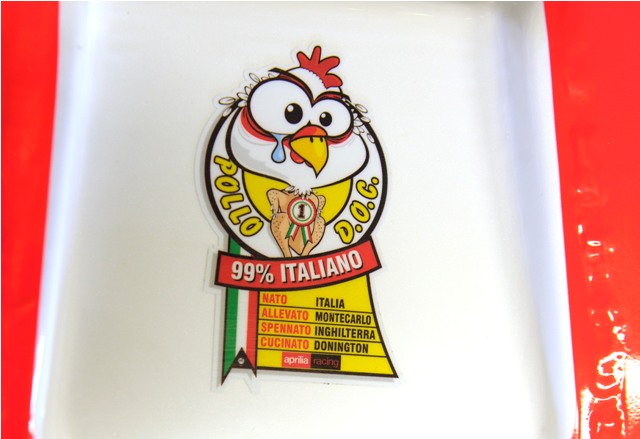 POLLO D.O.C.
1
99% ITALIANO
NATO ITALIA
ALLEVATO MONTECARLO
SPENNATO INGHILTERRA
CUCINATO DONINGTON
aprilia racing